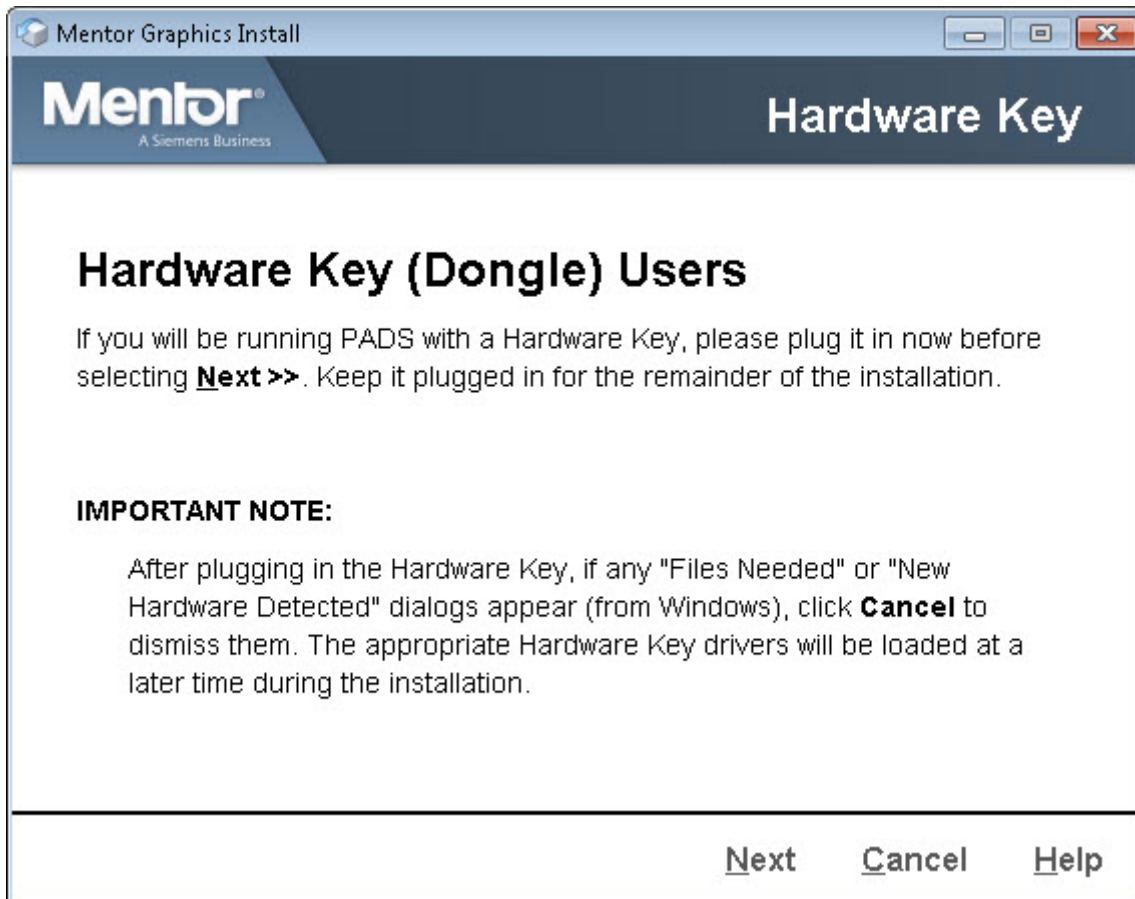 Mentor Graphics Install
Mentor®
A Siemens Business
Hardware Key
Hardware Key (Dongle) Users
If you will be running PADS with a Hardware Key, please plug it in now before
selecting Next >>. Keep it plugged in for the remainder of the installation.
IMPORTANT NOTE:
After plugging in the Hardware Key, if any "Files Needed" or "New
Hardware Detected" dialogs appear (from Windows), click Cancel to
dismiss them. The appropriate Hardware Key drivers will be loaded at a
later time during the installation.
Next Cancel Help